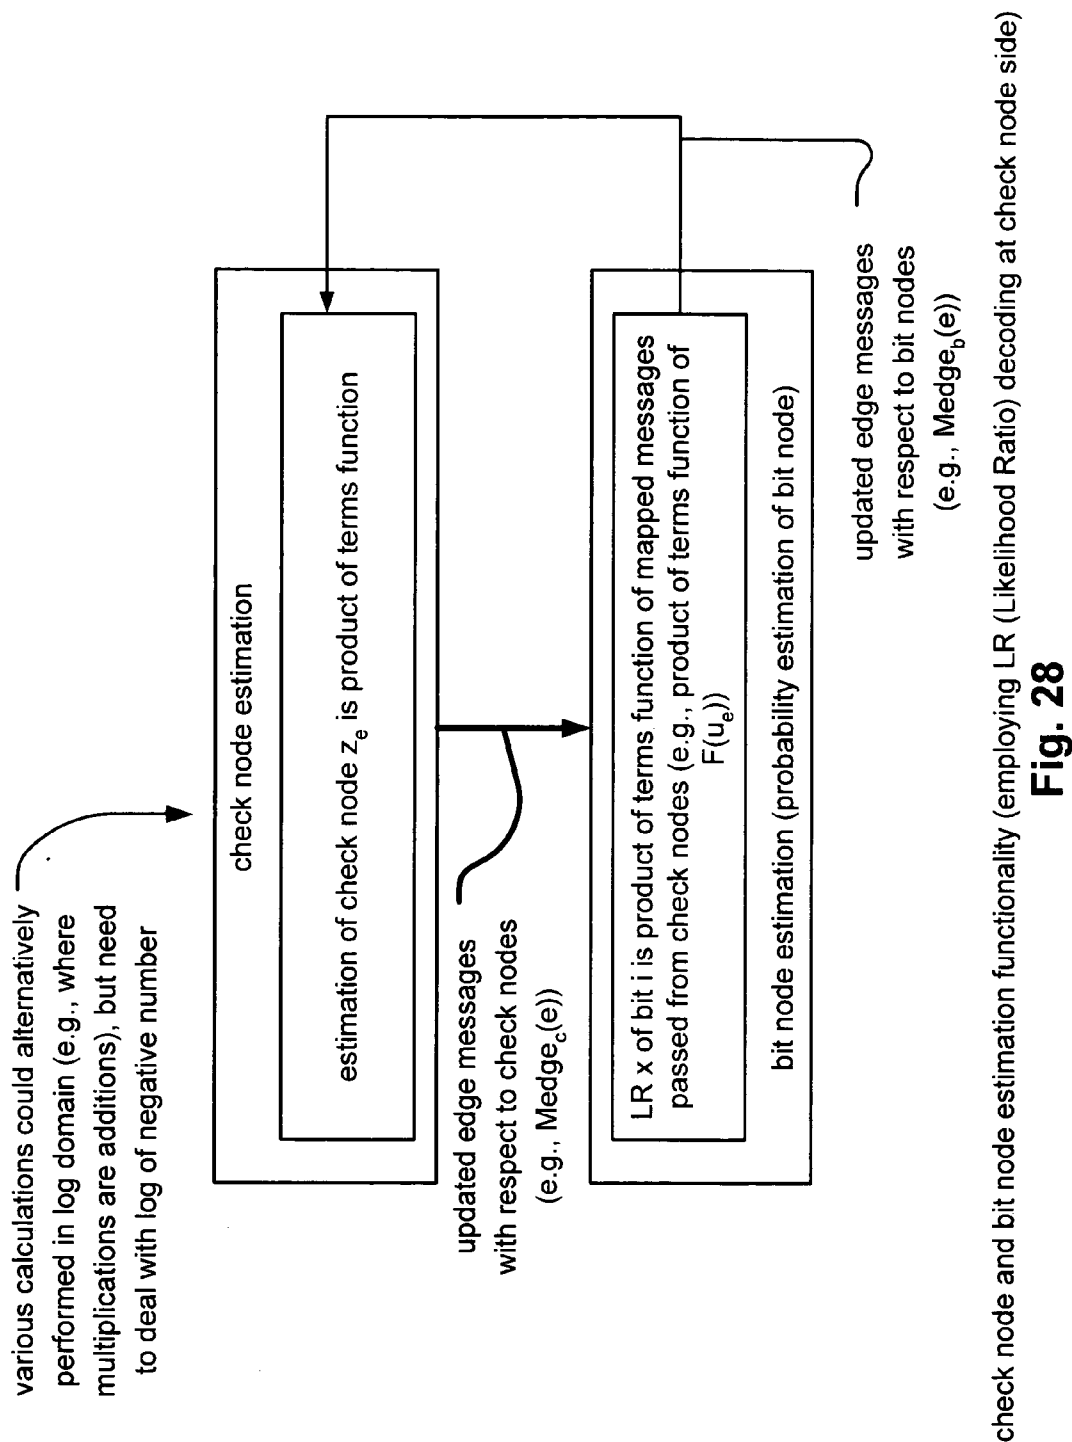 various calculations could alternatively
performed in log domain (e.g., where
multiplications are additions), but need
to deal with log of negative number
check node estimation
estimation of check node z_e is product of terms function
updated edge messages
with respect to check nodes
(e.g., Medge_c(e))
LR x of bit i is product of terms function of mapped messages
passed from check nodes (e.g., product of terms function of
F(u_e))
bit node estimation (probability estimation of bit node)
updated edge messages
with respect to bit nodes
(e.g., Medge_b(e))
check node and bit node estimation functionality (employing LR (Likelihood Ratio) decoding at check node side)
Fig. 28